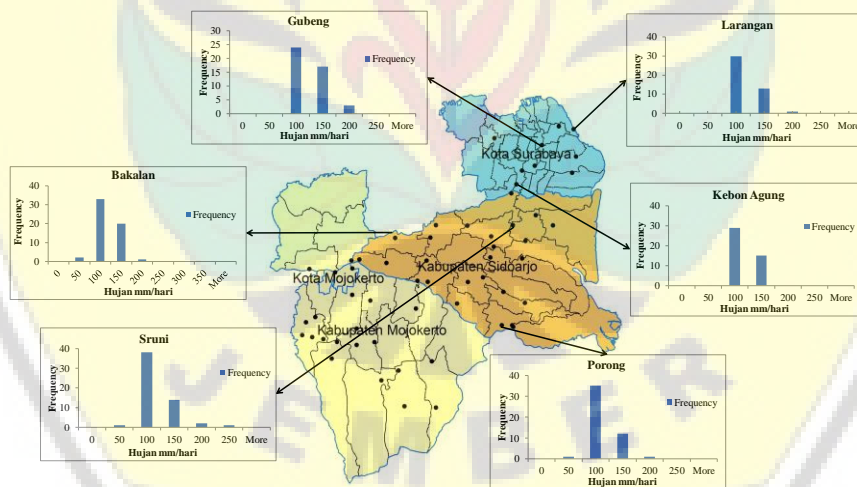 Gubeng
30
25
20
15
10
5
0
Frequency
Frequency
0 50 100 150 200 250 More
Hujan mm/hari
Larangan
40
30
20
10
0
Frequency
Frequency
0 50 100 150 200 250 More
Hujan mm/hari
Bakalan
40
30
20
10
0
Frequency
Frequency
0 50 100 150 200 250 300 350 More
Hujan mm/hari
Kebon Agung
40
30
20
10
0
Frequency
Frequency
0 50 100 150 200 250 More
Hujan mm/hari
Sruni
40
30
20
10
0
Frequency
Frequency
0 50 100 150 200 250 More
Hujan mm/hari
Porong
40
30
20
10
0
Frequency
Frequency
0 50 100 150 200 250 More
Hujan mm/hari
Kota Surabaya
Kabupaten Sidoarjo
Kota Mojokerto
Kabupaten Mojokerto
JEMBER